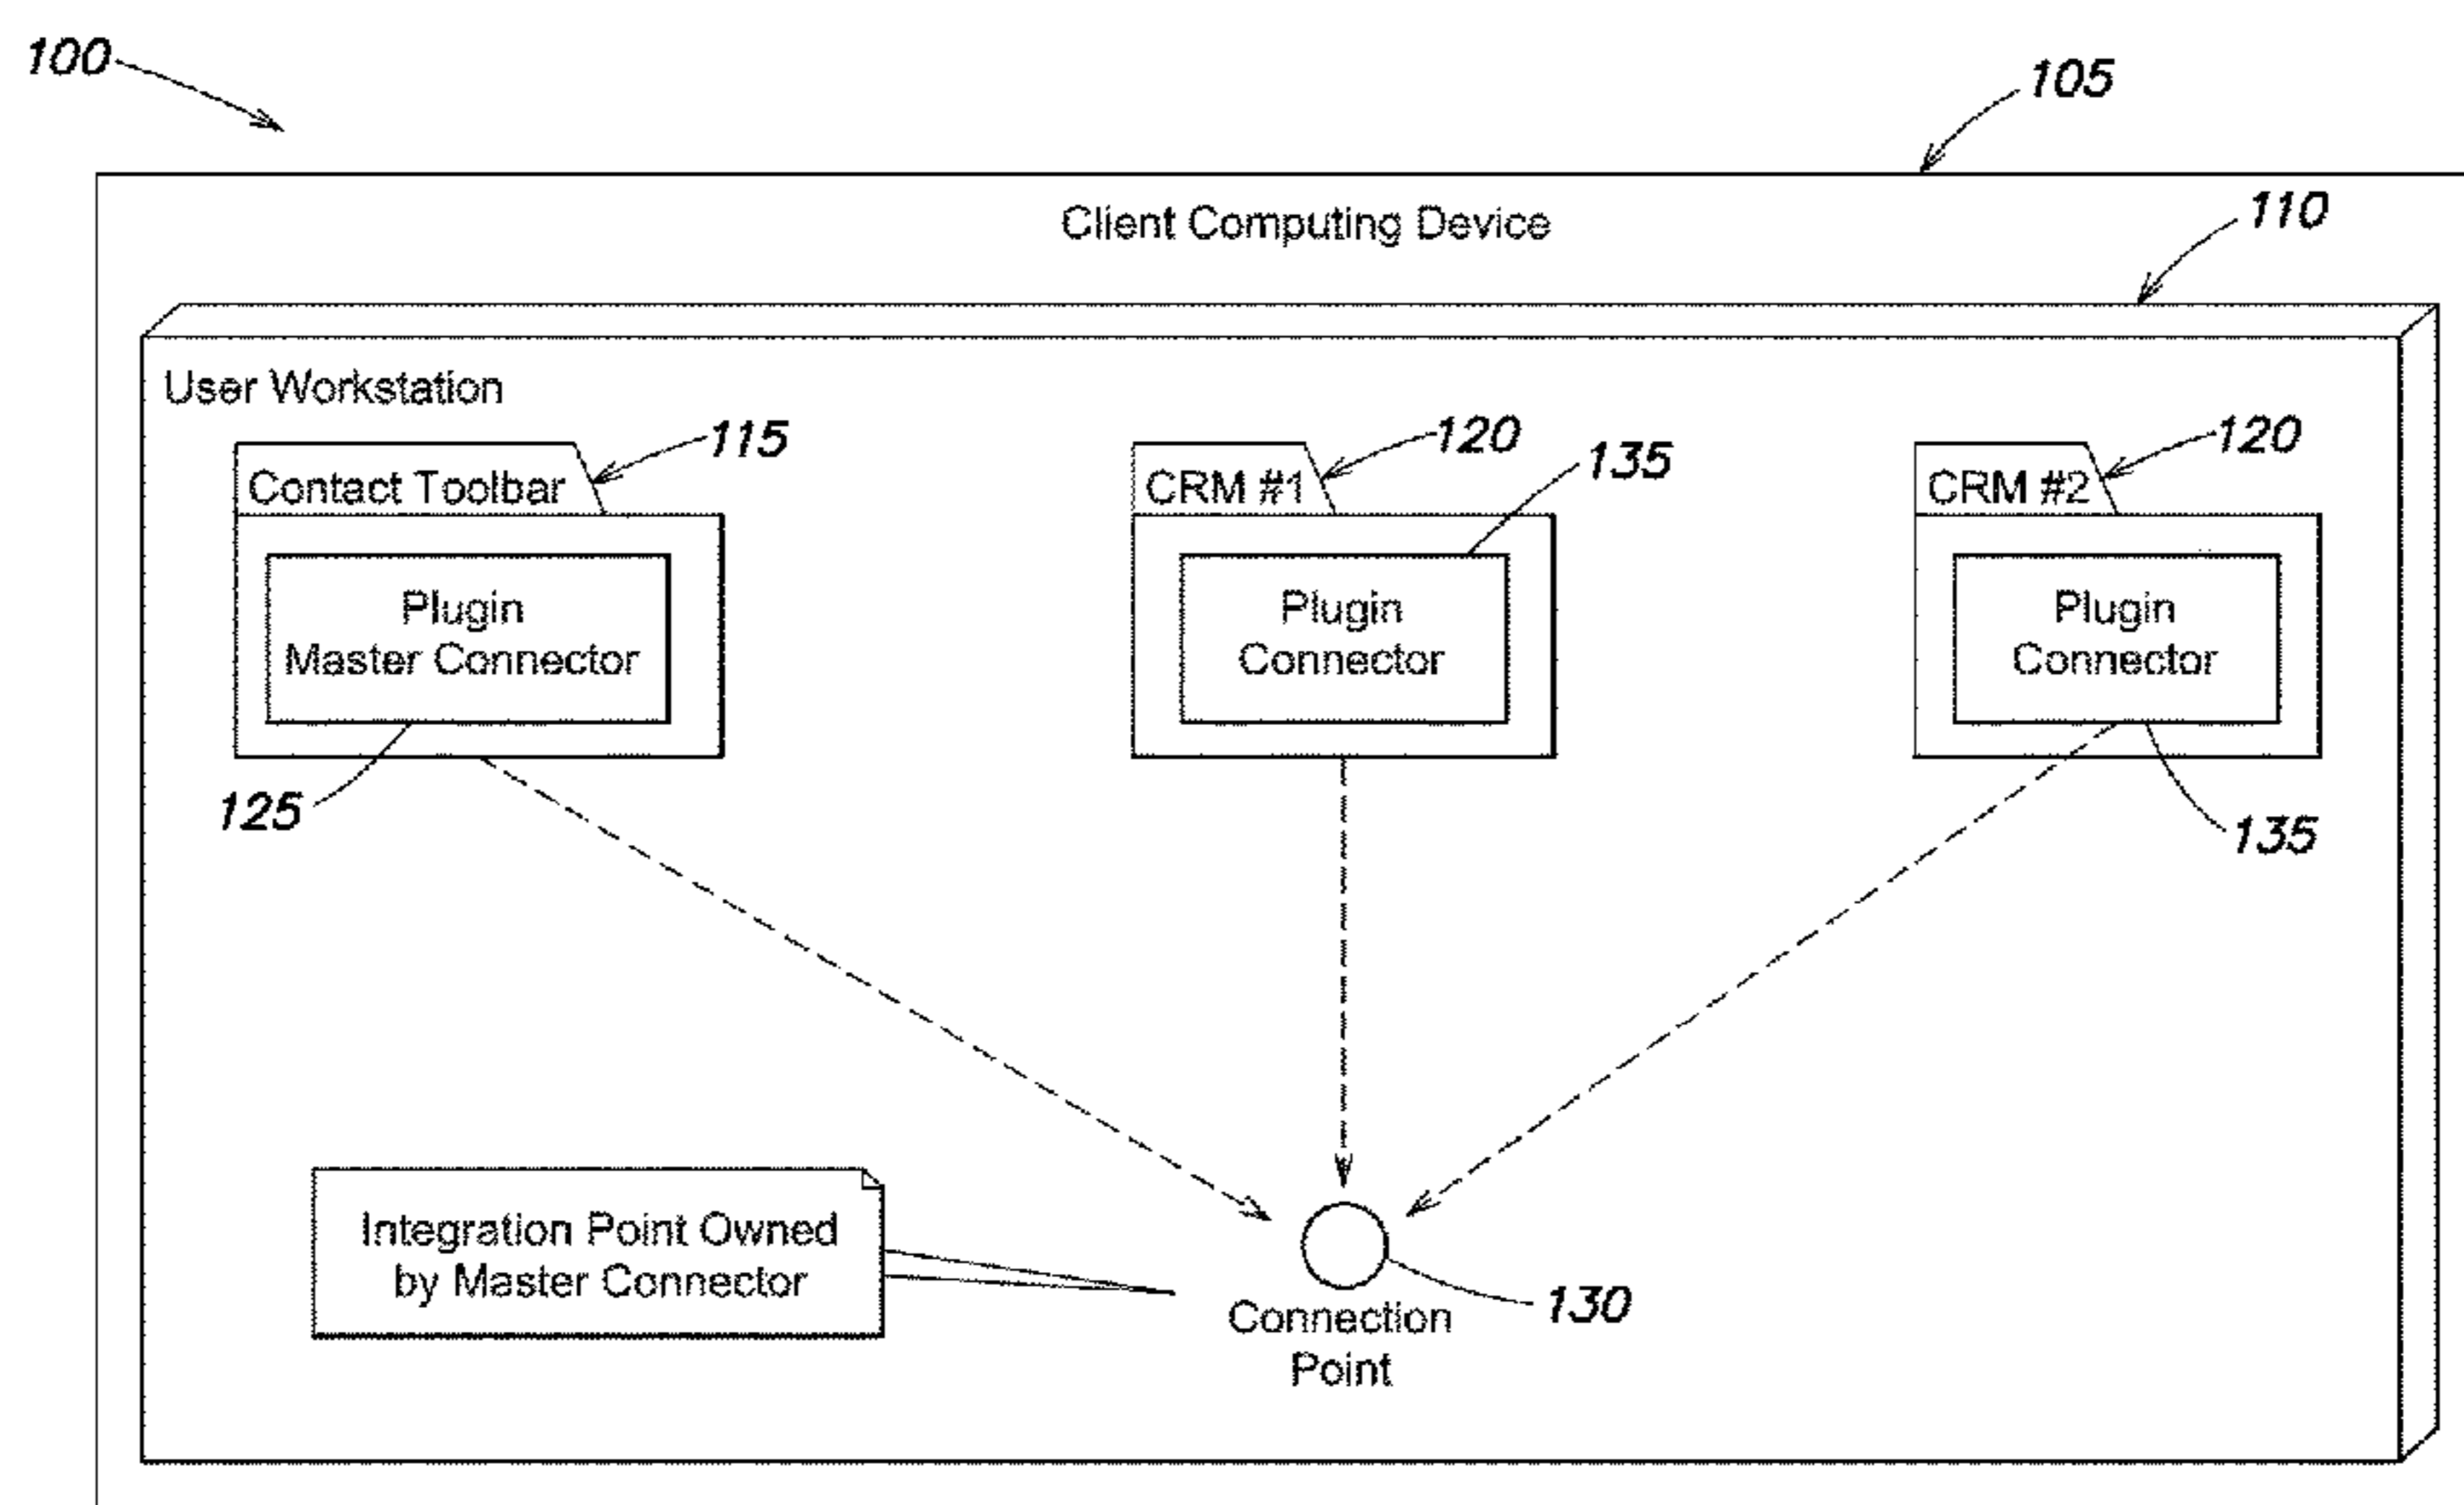 100
105
Client Computing Device
110
User Workstation
115
120
120
Contact Toolbar
CRM #1
135
CRM #2
Plugin
Master Connector
Plugin
Connector
Plugin
Connector
125
135
Integration Point Owned
by Master Connector
130
Connection
Point